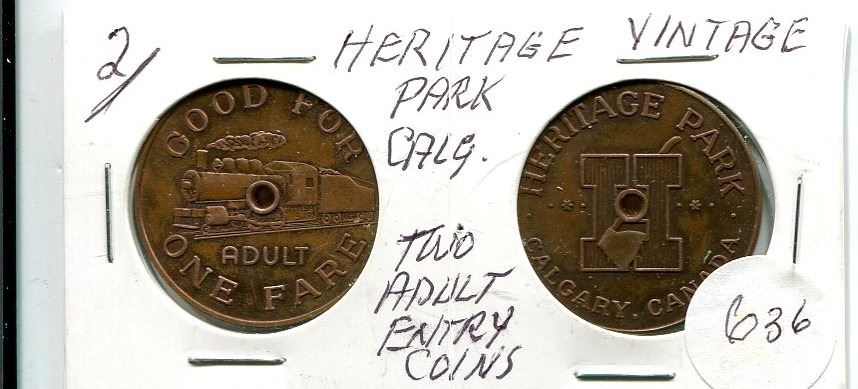 2/
HERITAGE VINTAGE
PARK
CALG.
TWO
ADULT
ENTRY
COINS
GOOD FOR
ADULT
ONE FARE
HERITAGE PARK
H
CALGARY, CANADA
636